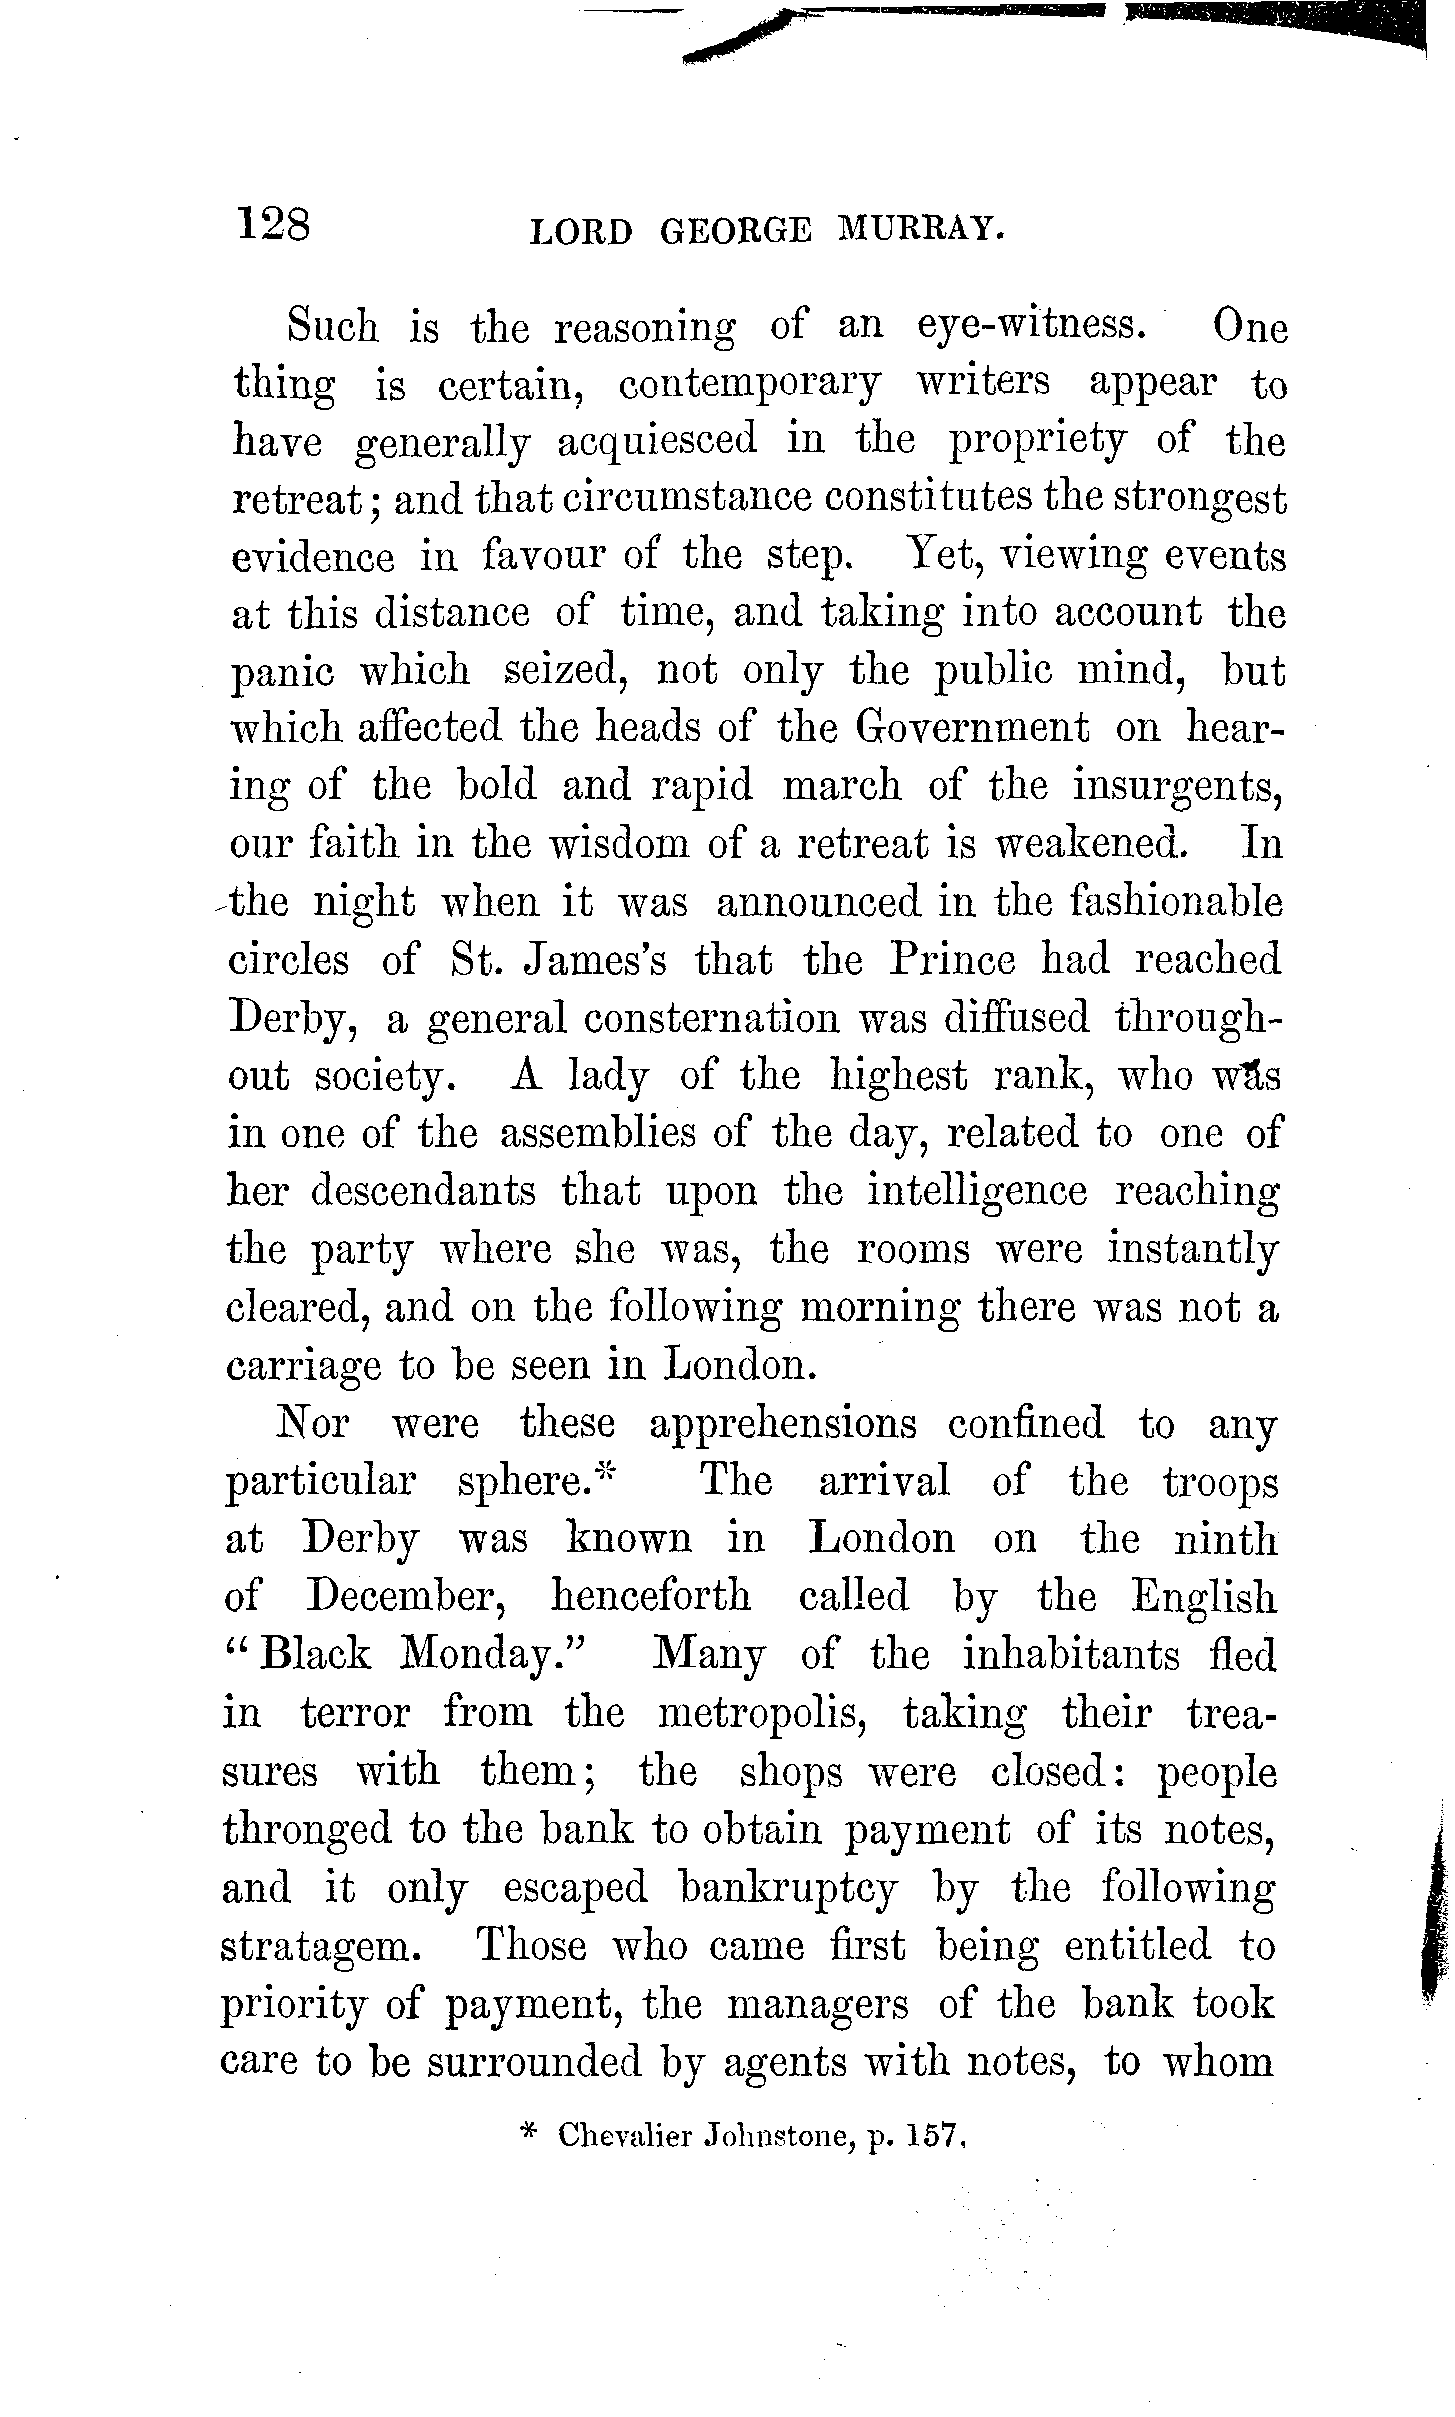 128 LORD GEORGE MURRAY.
Such is the reasoning of an eye-witness. One
thing is certain, contemporary writers appear to
have generally acquiesced in the propriety of the
retreat; and that circumstance constitutes the strongest
evidence in favour of the step. Yet, viewing events
at this distance of time, and taking into account the
panic which seized, not only the public mind, but
which affected the heads of the Government on hear-
ing of the bold and rapid march of the insurgents,
our faith in the wisdom of a retreat is weakened. In
the night when it was announced in the fashionable
circles of St. James's that the Prince had reached
Derby, a general consternation was diffused through-
out society. A lady of the highest rank, who was
in one of the assemblies of the day, related to one of
her descendants that upon the intelligence reaching
the party where she was, the rooms were instantly
cleared, and on the following morning there was not a
carriage to be seen in London.
Nor were these apprehensions confined to any
particular sphere.* The arrival of the troops
at Derby was known in London on the ninth
of December, henceforth called by the English
"Black Monday." Many of the inhabitants fled
in terror from the metropolis, taking their trea-
sures with them; the shops were closed: people
thronged to the bank to obtain payment of its notes,
and it only escaped bankruptcy by the following
stratagem. Those who came first being entitled to
priority of payment, the managers of the bank took
care to be surrounded by agents with notes, to whom
* Chevalier Johnstone, p. 157.